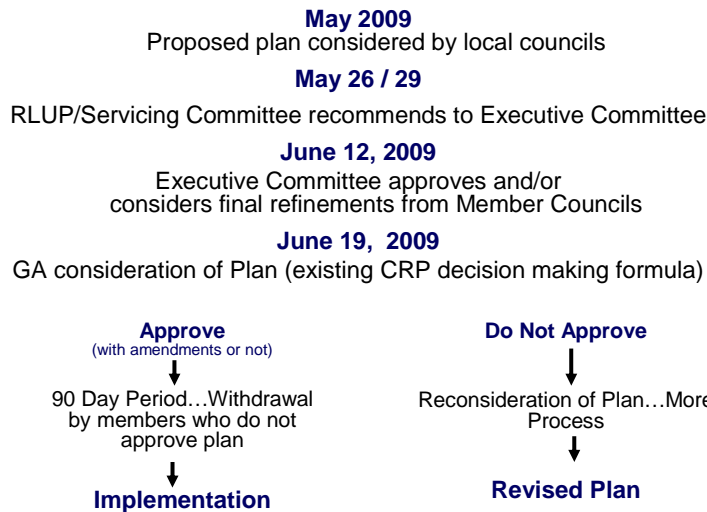 May 2009
Proposed plan considered by local councils
May 26 / 29
RLUP/Servicing Committee recommends to Executive Committee
June 12, 2009
Executive Committee approves and/or
considers final refinements from Member Councils
June 19,  2009
GA consideration of Plan (existing CRP decision making formula)
Approve
(with amendments or not)
90 Day Period…Withdrawal
by members who do not
approve plan
Implementation
Do Not Approve
Reconsideration of Plan…More
Process
Revised Plan